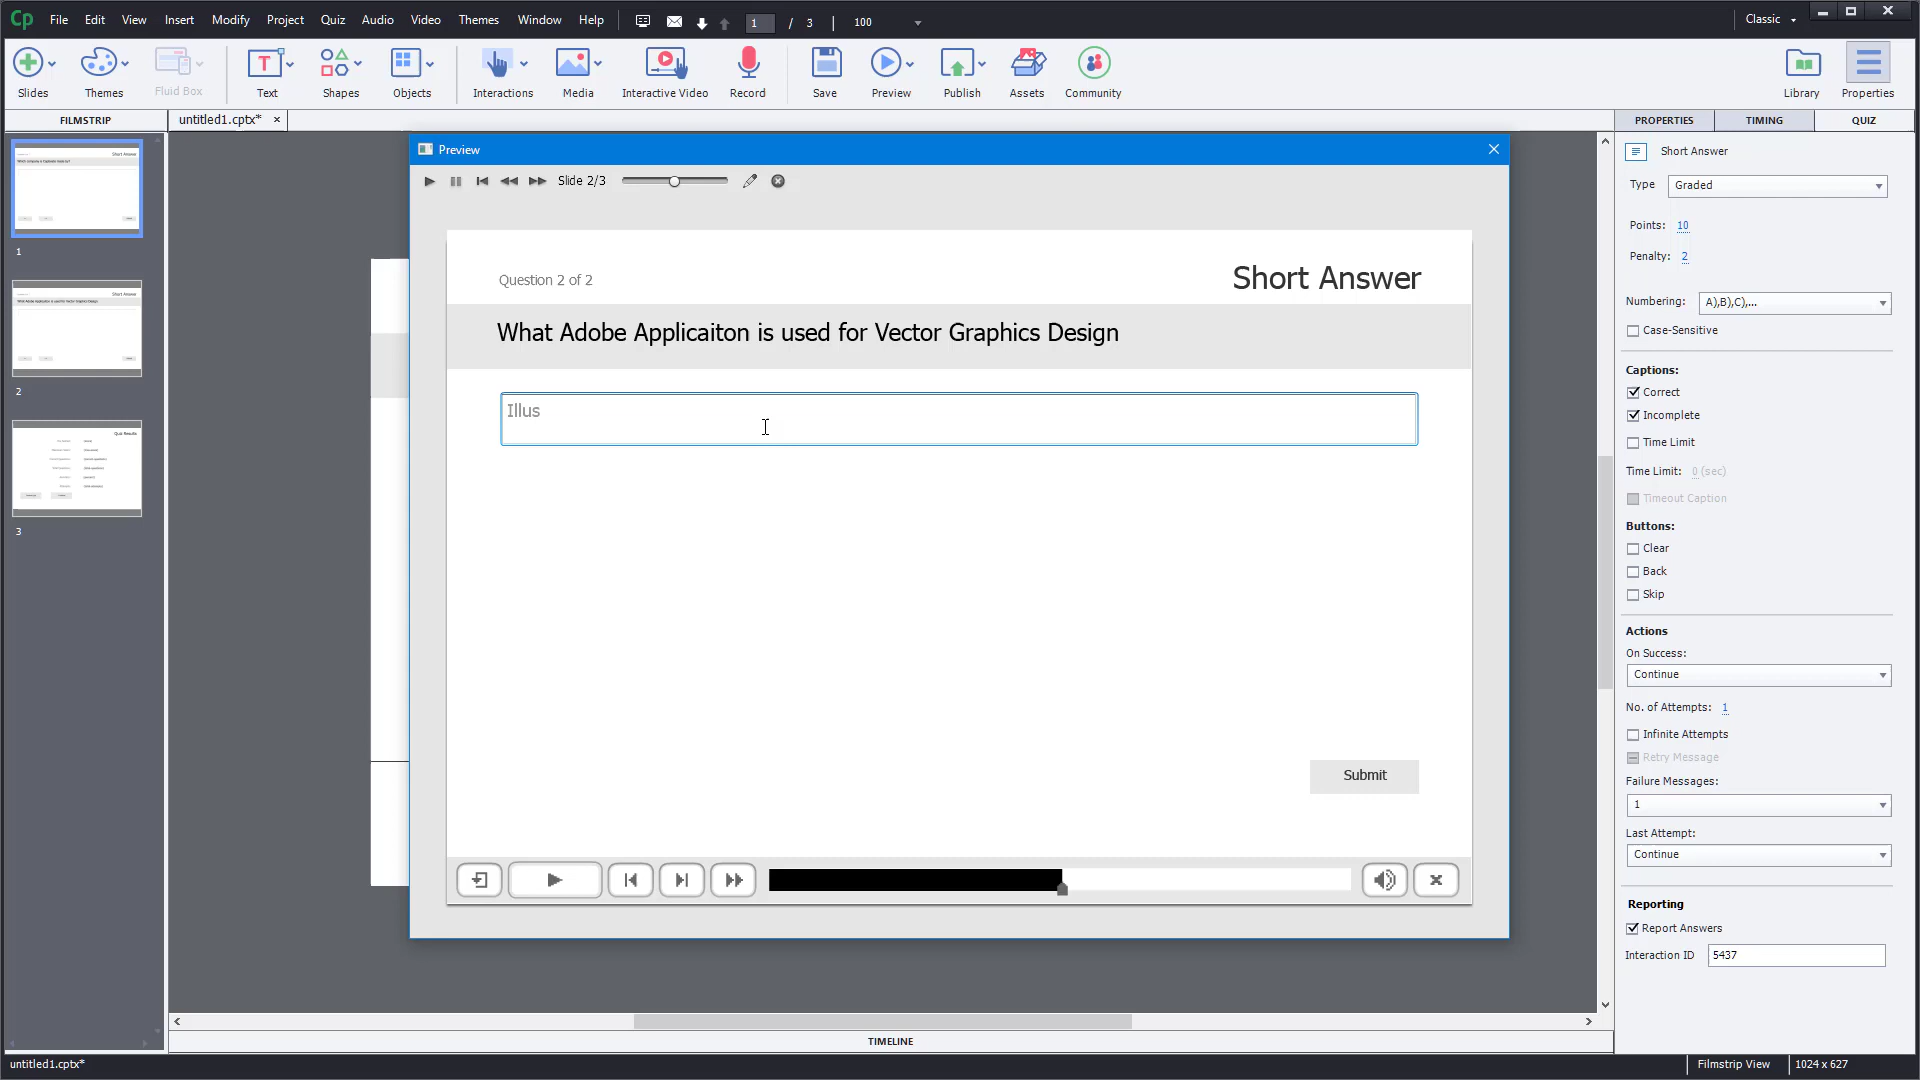 Cp File Edit View Insert Modify Project Quiz Audio Video Themes Window Help 1 / 3 100 Classic
Slides Themes Fluid Box Text Shapes Objects Interactions Media Interactive Video Record Save Preview Publish Assets Community Library Properties
FILMSTRIP untitled1.cptx* × PROPERTIES TIMING QUIZ
1
2
Quiz Results
3
Preview
Slide 2/3
Question 2 of 2
Short Answer
What Adobe Applicaiton is used for Vector Graphics Design
Illus
Submit
Short Answer
Type Graded
Points: 10
Penalty: 2
Numbering: A),B),C),...
Case-Sensitive
Captions:
Correct
Incomplete
Time Limit
Time Limit: 0 (sec)
Timeout Caption
Buttons:
Clear
Back
Skip
Actions
On Success:
Continue
No. of Attempts: 1
Infinite Attempts
Retry Message
Failure Messages:
1
Last Attempt:
Continue
Reporting
Report Answers
Interaction ID 5437
TIMELINE
untitled1.cptx* Filmstrip View 1024 x 627